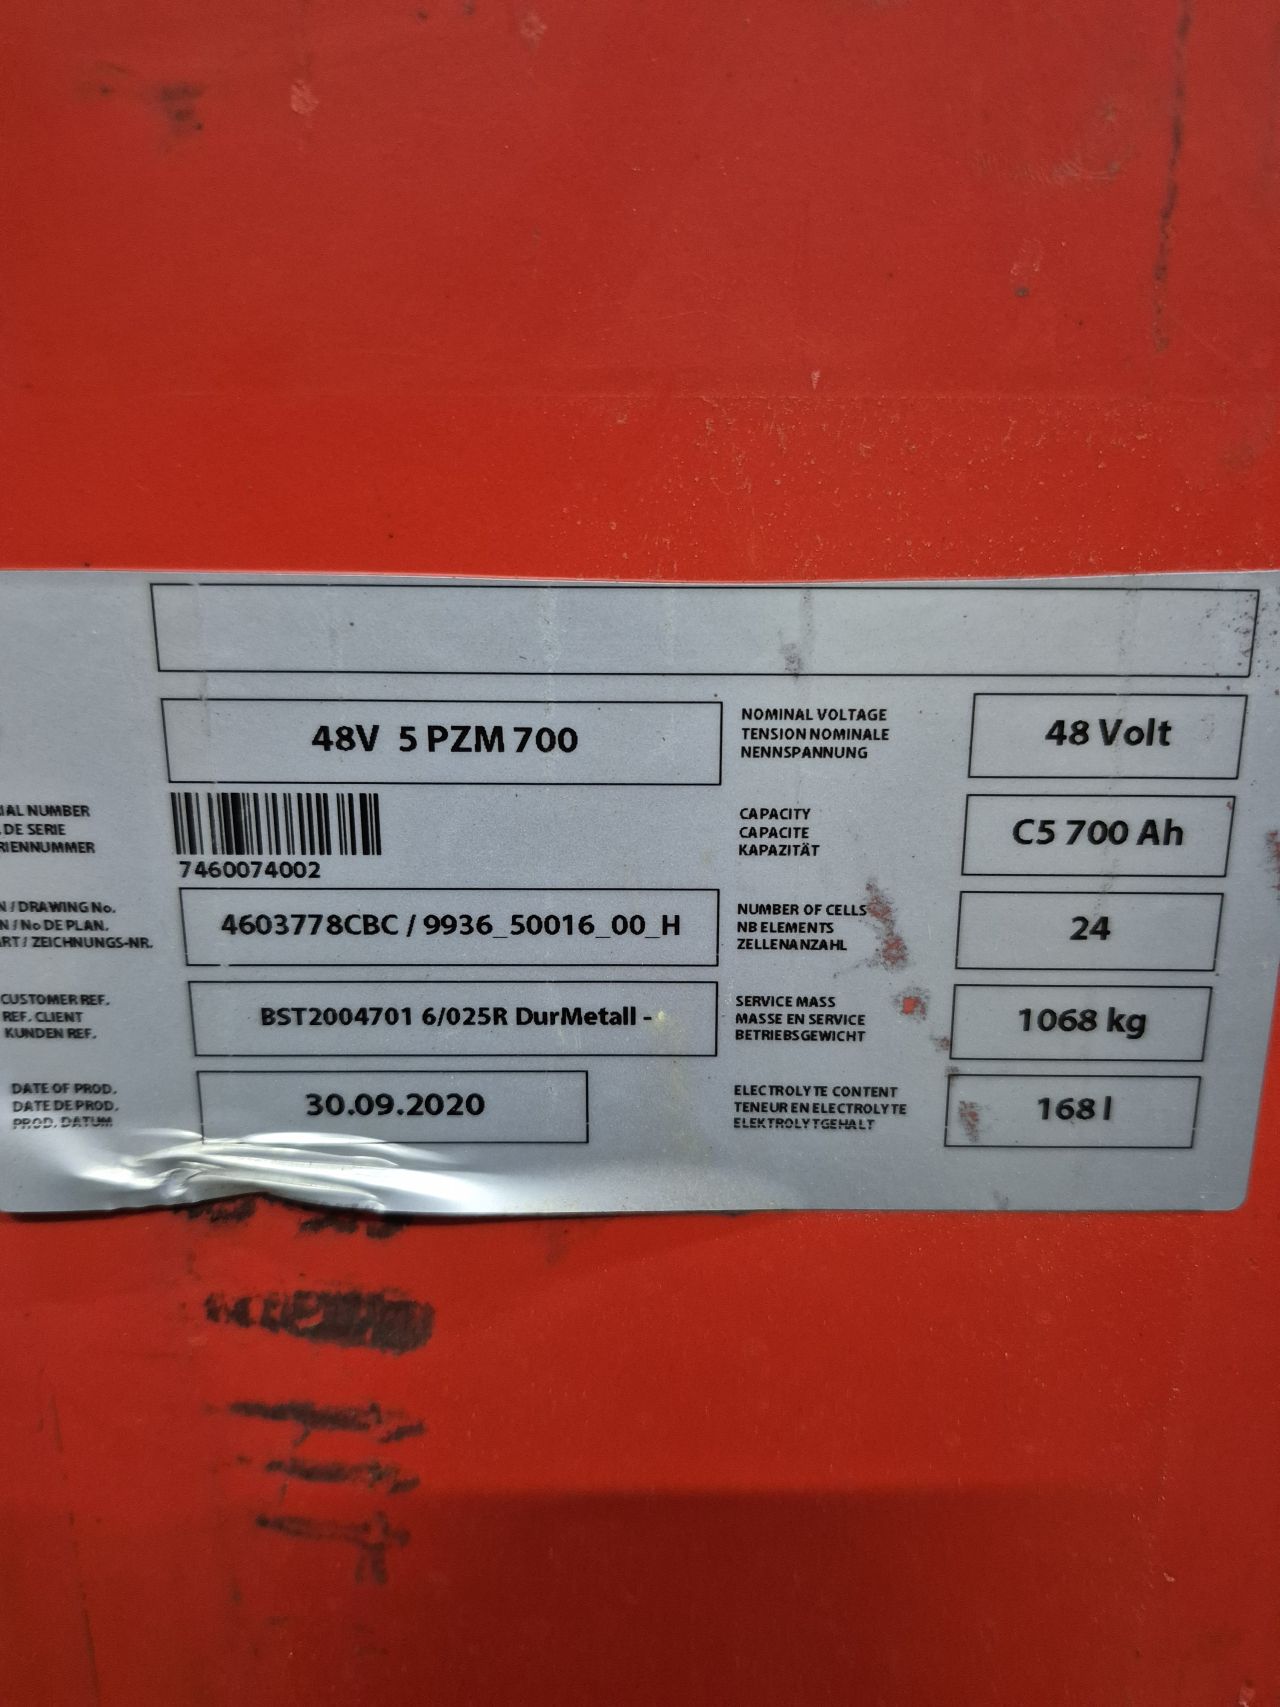 48V 5 PZM 700
NOMINAL VOLTAGE
TENSION NOMINALE
NENNSPANNUNG
48 Volt
IAL NUMBER
DE SERIE
RIENNUMMER
7460074002
CAPACITY
CAPACITE
KAPAZITÄT
C5 700 Ah
N / DRAWING No.
N / No DE PLAN.
ART / ZEICHNUNGS-NR.
4603778CBC / 9936_50016_00_H
NUMBER OF CELLS
NB ELEMENTS
ZELLENANZAHL
24
CUSTOMER REF.
REF. CLIENT
KUNDEN REF.
BST2004701 6/025R DurMetall -
SERVICE MASS
MASSE EN SERVICE
BETRIEBSGEWICHT
1068 kg
DATE OF PROD.
DATE DE PROD.
PROD. DATUM
30.09.2020
ELECTROLYTE CONTENT
TENEUR EN ELECTROLYTE
ELEKTROLYTGEHALT
168 l